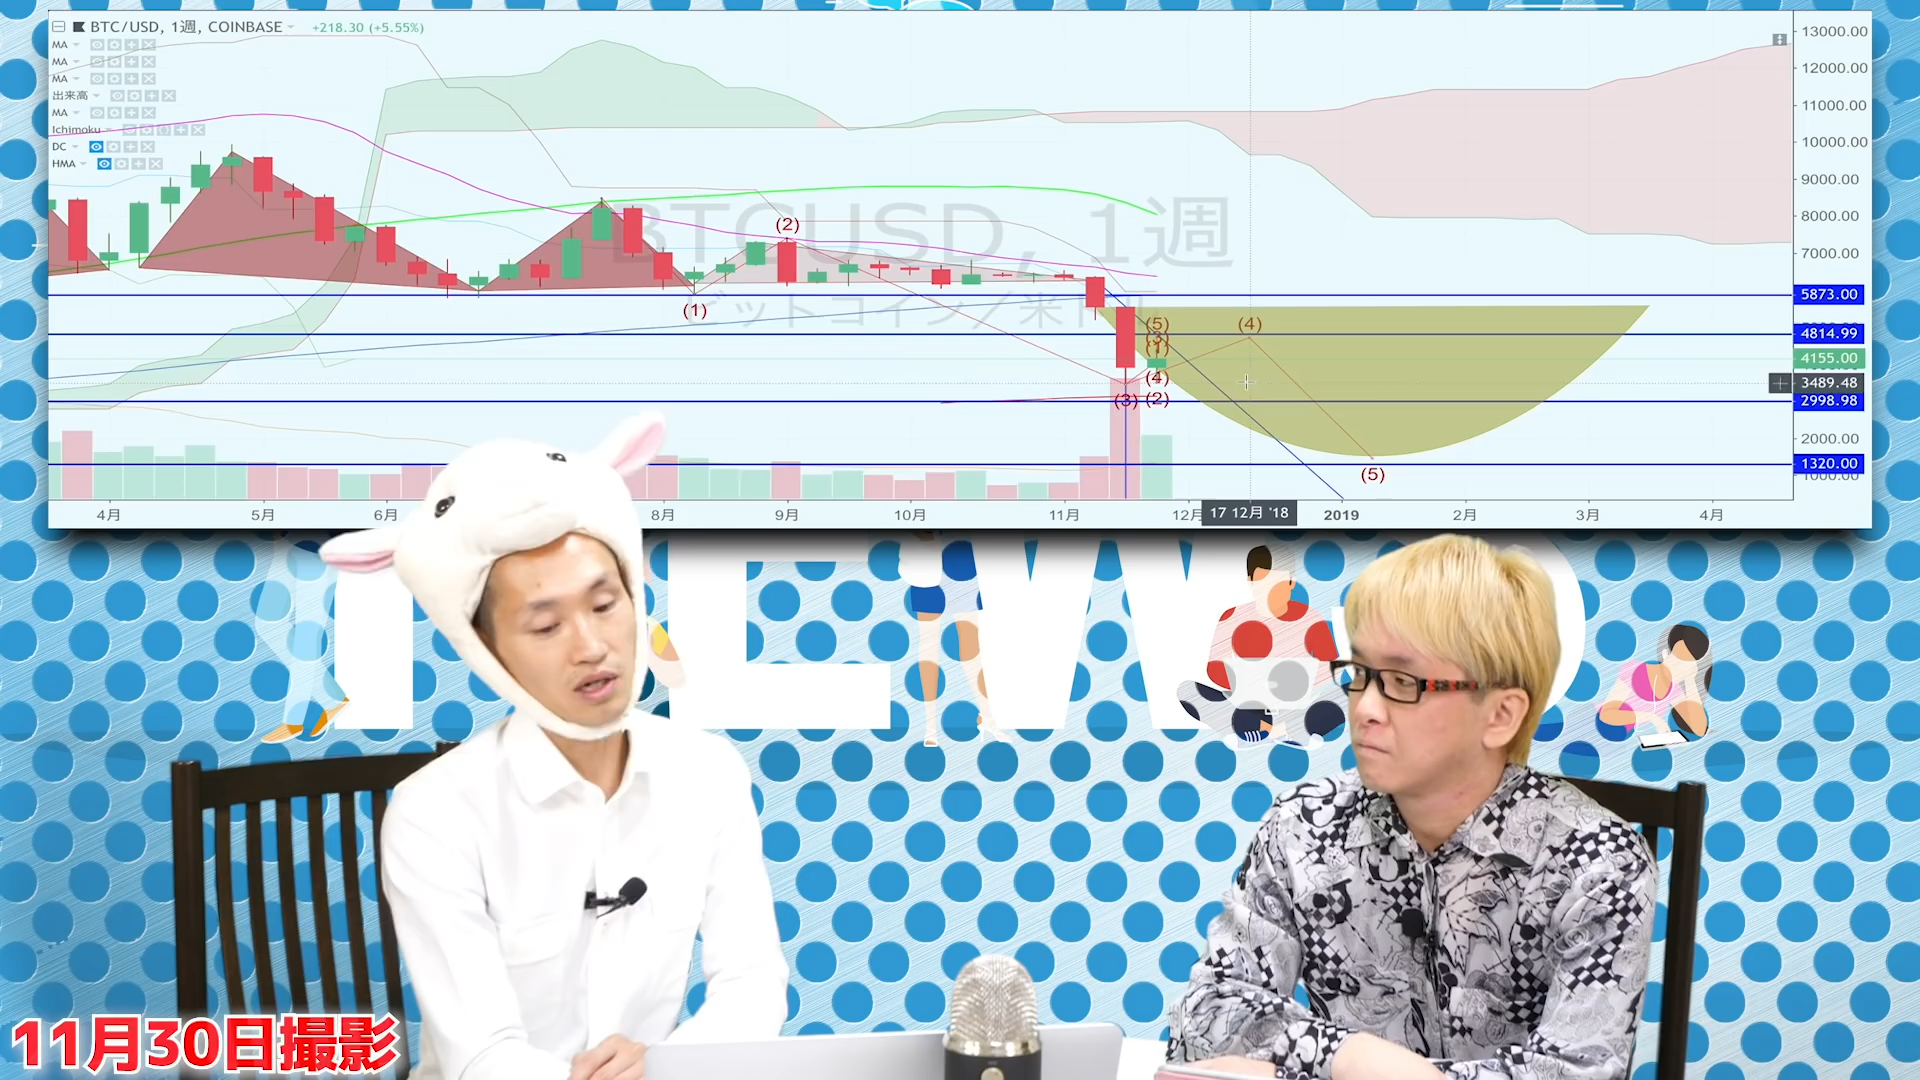 BTC/USD, 1週, COINBASE +218.30 (+5.55%)
MA
MA
MA
出来高
MA
Ichimoku
DC
HMA
BTCUSD, 1週
ビットコイン／米ドル
(2)
(1)
(5)
(3)
(1)
(4)
(3)
(2)
(4)
(5)
13000.00
12000.00
11000.00
10000.00
9000.00
8000.00
7000.00
5873.00
4814.99
4155.00
3489.48
2998.98
2000.00
1320.00
1000.00
4月
5月
6月
8月
9月
10月
11月
12月
17 12月 '18
2019
2月
3月
4月
NEWS
11月30日撮影